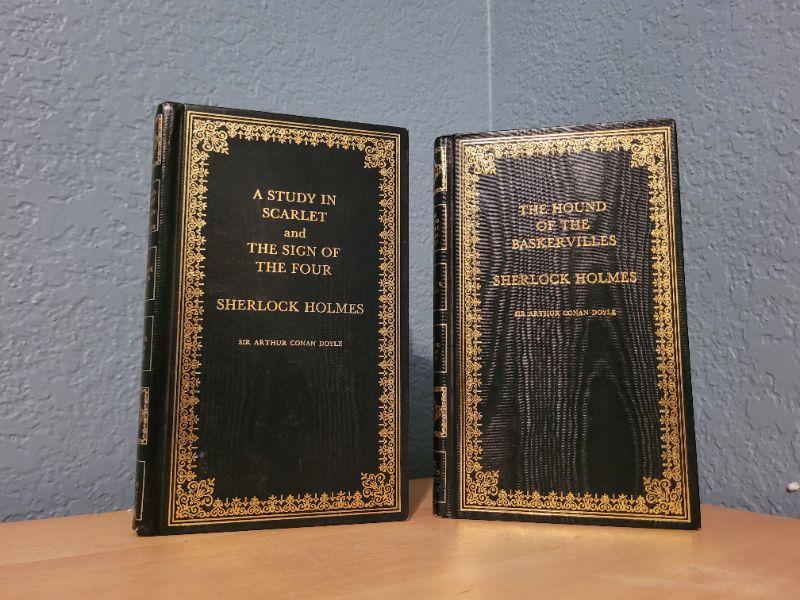 A STUDY IN
SCARLET
and
THE SIGN OF
THE FOUR
SHERLOCK HOLMES
SIR ARTHUR CONAN DOYLE
THE HOUND
OF THE
BASKERVILLES
SHERLOCK HOLMES
SIR ARTHUR CONAN DOYLE